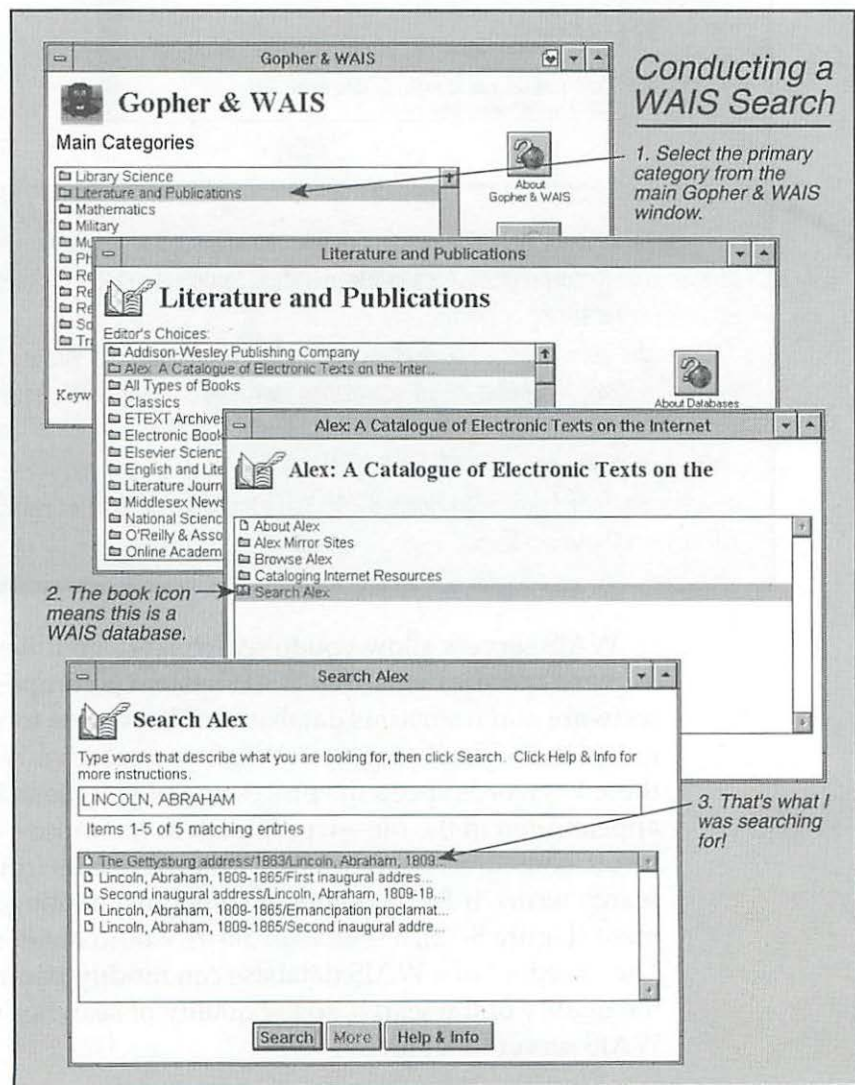 Gopher & WAIS
Gopher & WAIS
Main Categories
Library Science
Literature and Publications
Mathematics
Military
Mu
Ph
Re
Re
Re
So
Tra
Keyw
About
Gopher & WAIS
Conducting a
WAIS Search
1. Select the primary
category from the
main Gopher & WAIS
window.
Literature and Publications
Literature and Publications
Editor's Choices:
Addison-Wesley Publishing Company
Alex: A Catalogue of Electronic Texts on the Inter...
All Types of Books
Classics
ETEXT Archives
Electronic Book
Elsevier Scienc
English and Lite
Literature Journ
Middlesex News
National Scienc
O'Reilly & Asso
Online Academ
About Databases
Alex: A Catalogue of Electronic Texts on the Internet
Alex: A Catalogue of Electronic Texts on the
About Alex
Alex Mirror Sites
Browse Alex
Cataloging Internet Resources
Search Alex
2. The book icon
means this is a
WAIS database.
Search Alex
Search Alex
Type words that describe what you are looking for, then click Search. Click Help & Info for
more instructions.
LINCOLN, ABRAHAM
Items 1-5 of 5 matching entries
The Gettysburg address/1863/Lincoln, Abraham, 1809...
Lincoln, Abraham, 1809-1865/First inaugural addres...
Second inaugural address/Lincoln, Abraham, 1809-18...
Lincoln, Abraham, 1809-1865/Emancipation proclamat...
Lincoln, Abraham, 1809-1865/Second inaugural addre...
Search
More
Help & Info
3. That's what I
was searching
for!